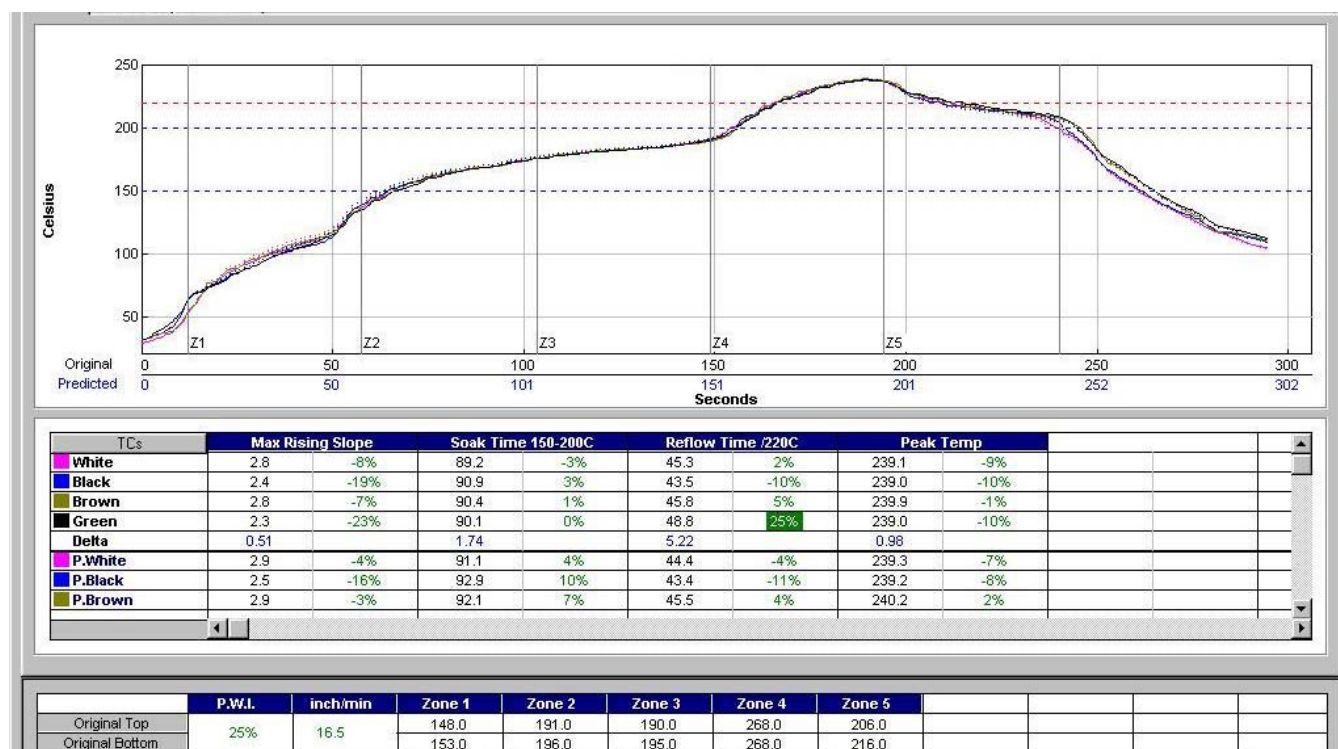 250
200
150
100
50
Celsius
Z1 Z2 Z3 Z4 Z5
Original 0 50 100 150 200 250 300
Predicted 0 50 101 151 201 252 302
Seconds
TCs Max Rising Slope Soak Time 150-200C Reflow Time /220C Peak Temp
White 2.8 -8% 89.2 -3% 45.3 2% 239.1 -9%
Black 2.4 -19% 90.9 3% 43.5 -10% 239.0 -10%
Brown 2.8 -7% 90.4 1% 45.8 5% 239.9 -1%
Green 2.3 -23% 90.1 0% 48.8 25% 239.0 -10%
Delta 0.51 1.74 5.22 0.98
P.White 2.9 -4% 91.1 4% 44.4 -4% 239.3 -7%
P.Black 2.5 -16% 92.9 10% 43.4 -11% 239.2 -8%
P.Brown 2.9 -3% 92.1 7% 45.5 4% 240.2 2%
P.W.I. inch/min Zone 1 Zone 2 Zone 3 Zone 4 Zone 5
Original Top 25% 16.5 148.0 191.0 190.0 268.0 206.0
Original Bottom 153.0 196.0 195.0 268.0 216.0